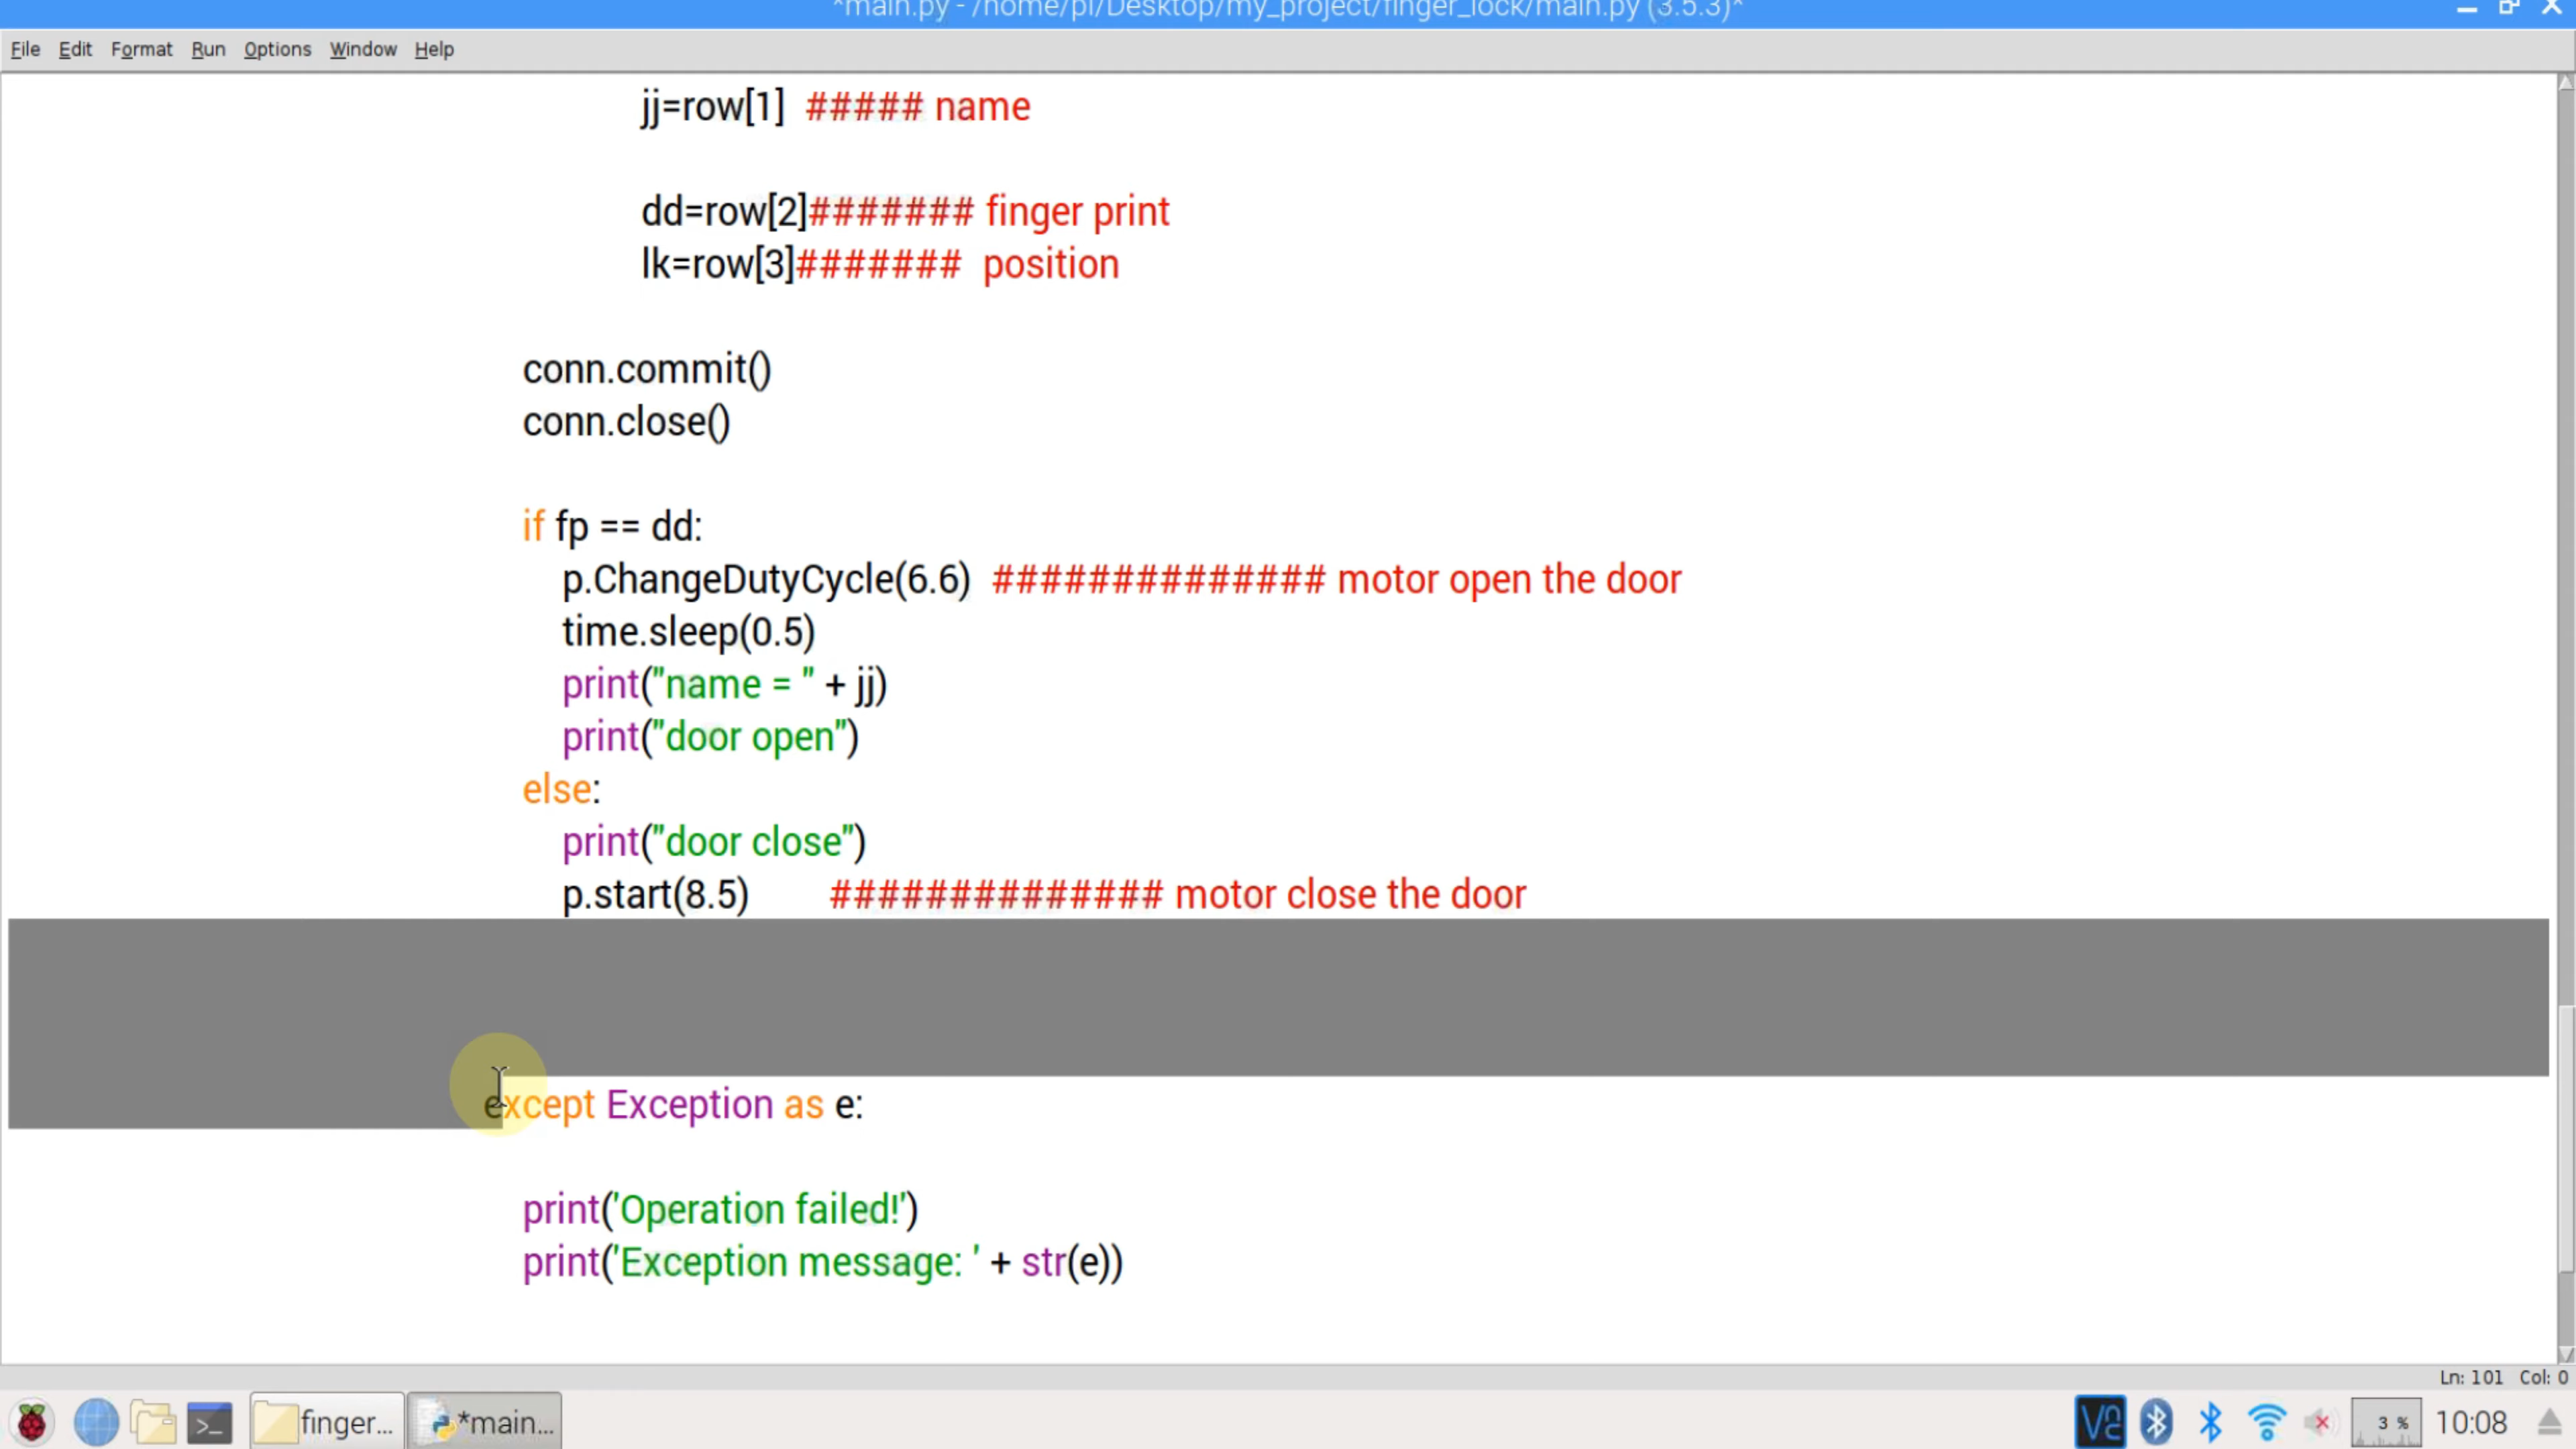 *main.py - /home/pi/Desktop/my_project/finger_lock/main.py (3.5.3)*
File Edit Format Run Options Window Help
jj=row[1] ##### name
dd=row[2]####### finger print
lk=row[3]####### position
conn.commit()
conn.close()
if fp == dd:
p.ChangeDutyCycle(6.6) ############## motor open the door
time.sleep(0.5)
print("name = " + jj)
print("door open")
else:
print("door close")
p.start(8.5) ############## motor close the door
except Exception as e:
print('Operation failed!')
print('Exception message: ' + str(e))
Ln: 101 Col: 0
finger... *main... 3 % 10:08